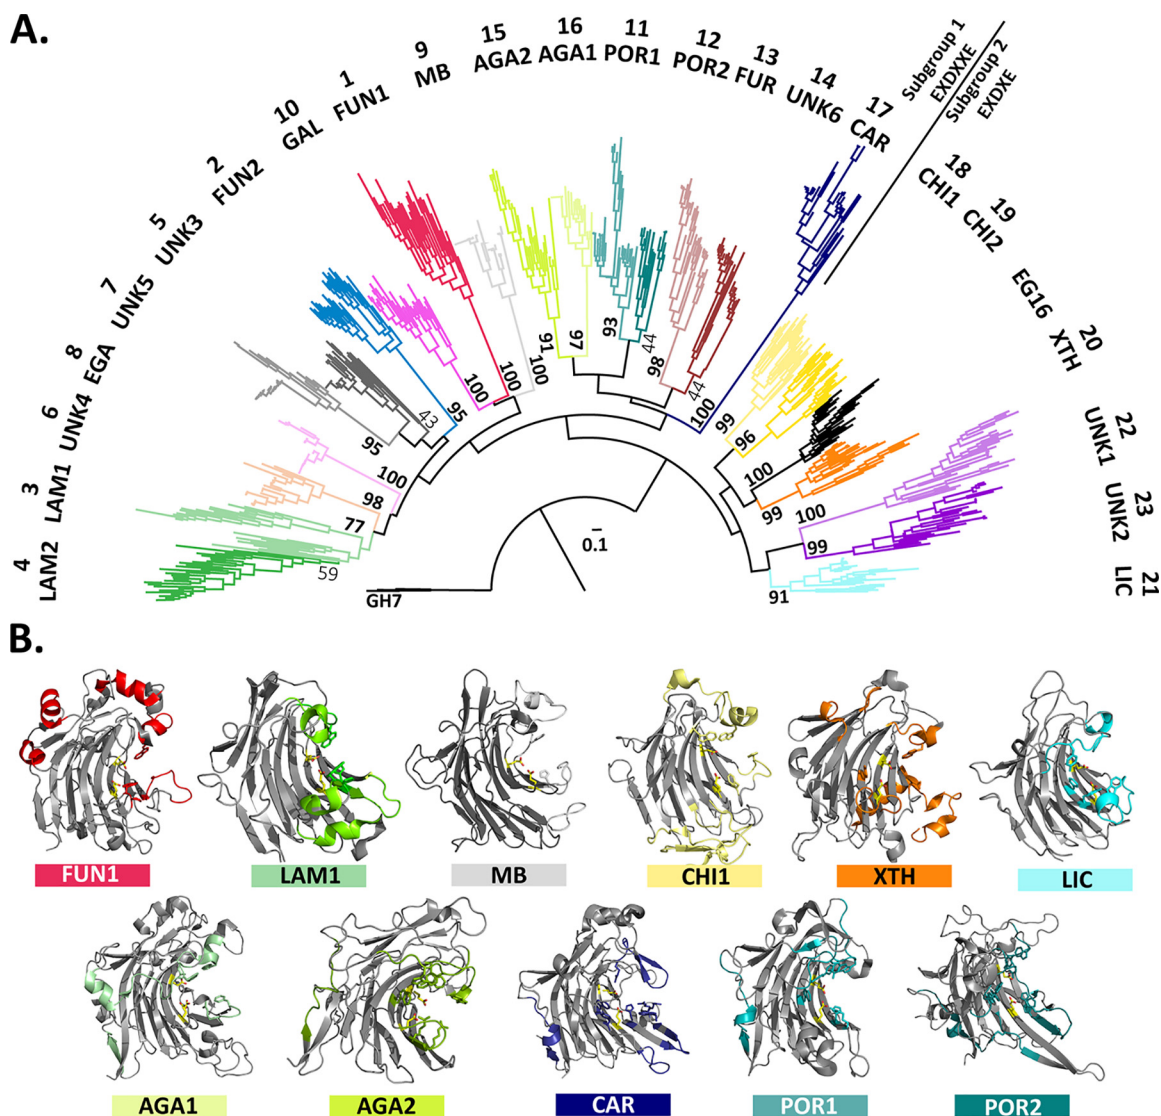 A.
4
LAM2
3
LAM1
6
UNK4
8
EGA
7
UNK5
5
UNK3
2
FUN2
10
GAL
1
FUN1
9
MB
15
AGA2
16
AGA1
11
POR1
12
POR2
13
FUR
14
UNK6
17
CAR
Subgroup 1
EXDXXE
Subgroup 2
EXDXE
18
CHI1
19
CHI2
EG16
20
XTH
22
UNK1
23
UNK2
21
LIC
59
77
98
100
95
43
95
100
100
100
91
97
93
44
98
44
100
99
96
100
99
100
99
91
0.1
GH7
B.
FUN1
LAM1
MB
CHI1
XTH
LIC
AGA1
AGA2
CAR
POR1
POR2